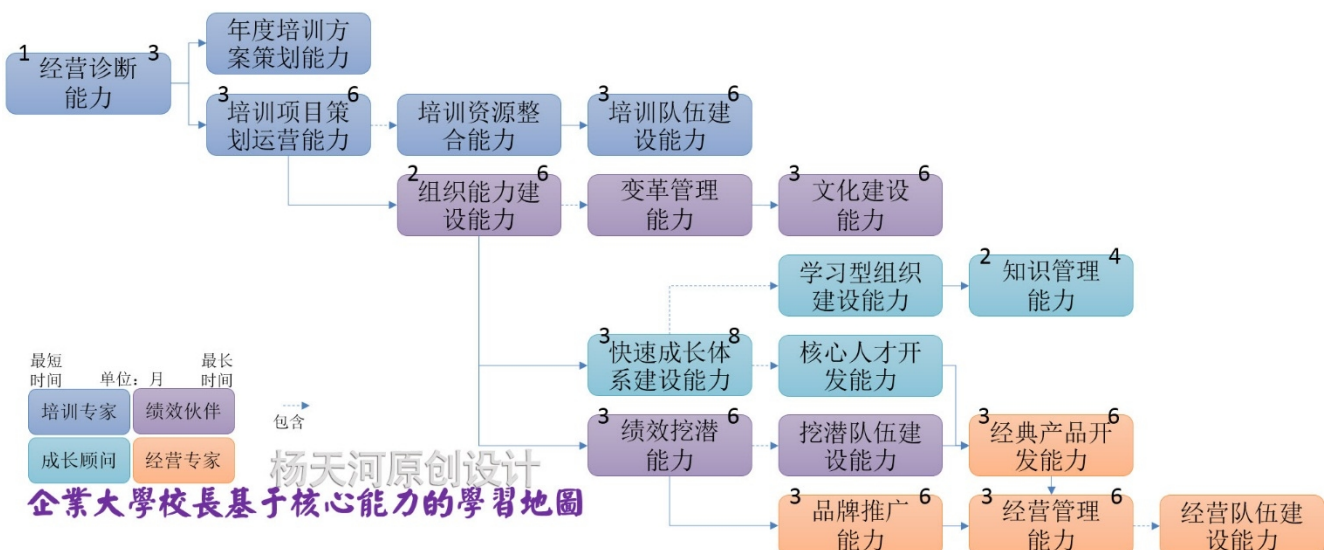 年度培训方
案策划能力
1 3
经营诊断
能力
3 6
培训项目策
划运营能力
培训资源整
合能力
3 6
培训队伍建
设能力
2 6
组织能力建
设能力
变革管理
能力
3 6
文化建设
能力
学习型组织
建设能力
2 4
知识管理
能力
3 8
快速成长体
系建设能力
核心人才开
发能力
3 6
绩效挖潜
能力
挖潜队伍建
设能力
3 6
经典产品开
发能力
3 6
品牌推广
能力
3 6
经营管理
能力
经营队伍建
设能力
最短
时间
单位：月
最长
时间
培训专家
绩效伙伴
成长顾问
经营专家
包含
杨天河原创设计
企業大學校長基于核心能力的學習地圖